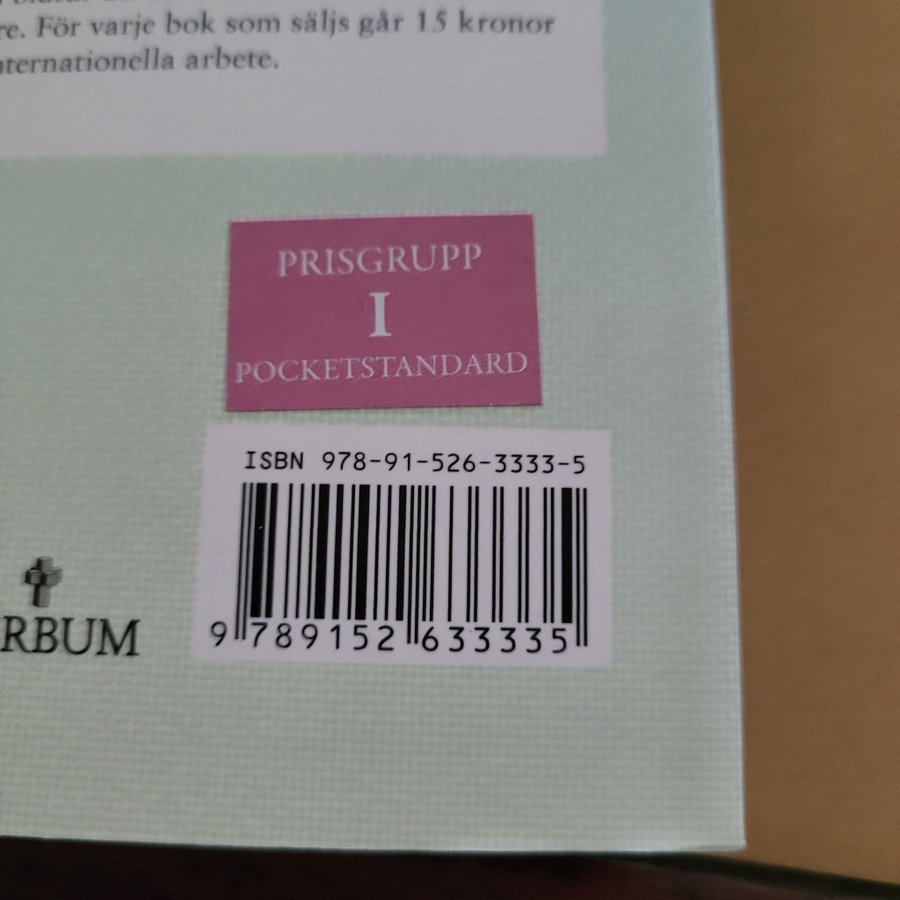 re. För varje bok som säljs går 15 kronor
nternationella arbete.
PRISGRUPP
I
POCKETSTANDARD
ISBN 978-91-526-3333-5
9 789152 633335
RBUM